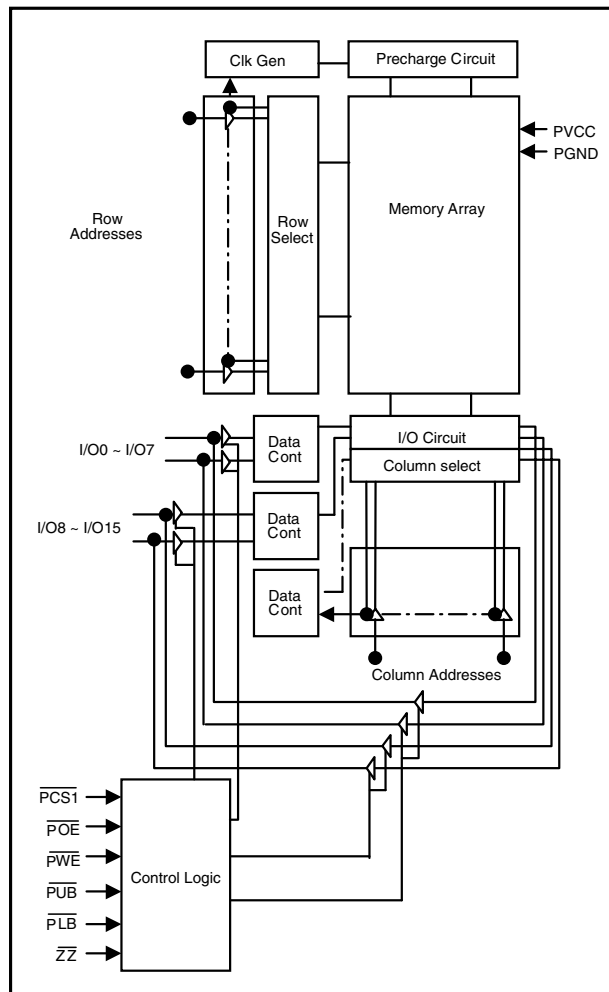 Clk Gen
Precharge Circuit
PVCC
PGND
Row
Addresses
Row
Select
Memory Array
I/O0 ~ I/O7
Data
Cont
I/O Circuit
Column select
I/O8 ~ I/O15
Data
Cont
Data
Cont
Column Addresses
PCS1
POE
PWE
PUB
PLB
ZZ
Control Logic